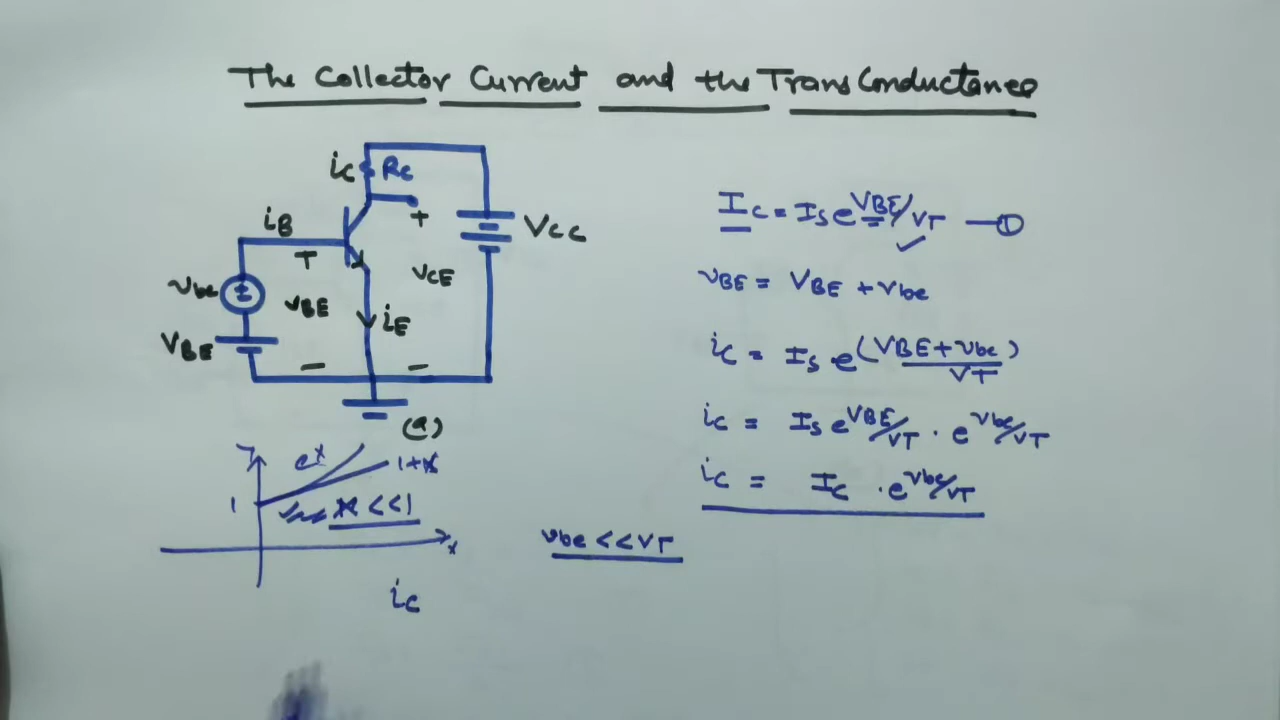 The Collector Current and the TransConductance
iC RC
iB
+
VCC
+
vbe
vBE
vCE
VBE
iE
(a)
IC = IS e^VBE/VT — ①
vBE = VBE + vbe
iC = IS · e^(VBE + vbe)/VT
iC = IS e^VBE/VT · e^vbe/VT
iC = IC · e^vbe/VT
y
e^x
1+x
1
x <<1
x
vbe << VT
iC